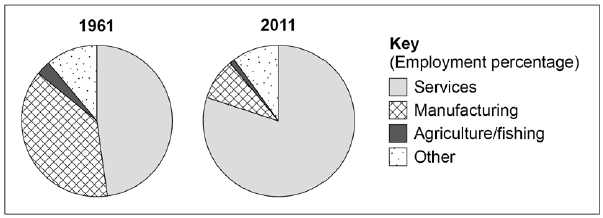 1961
2011
Key
(Employment percentage)
Services
Manufacturing
Agriculture/fishing
Other